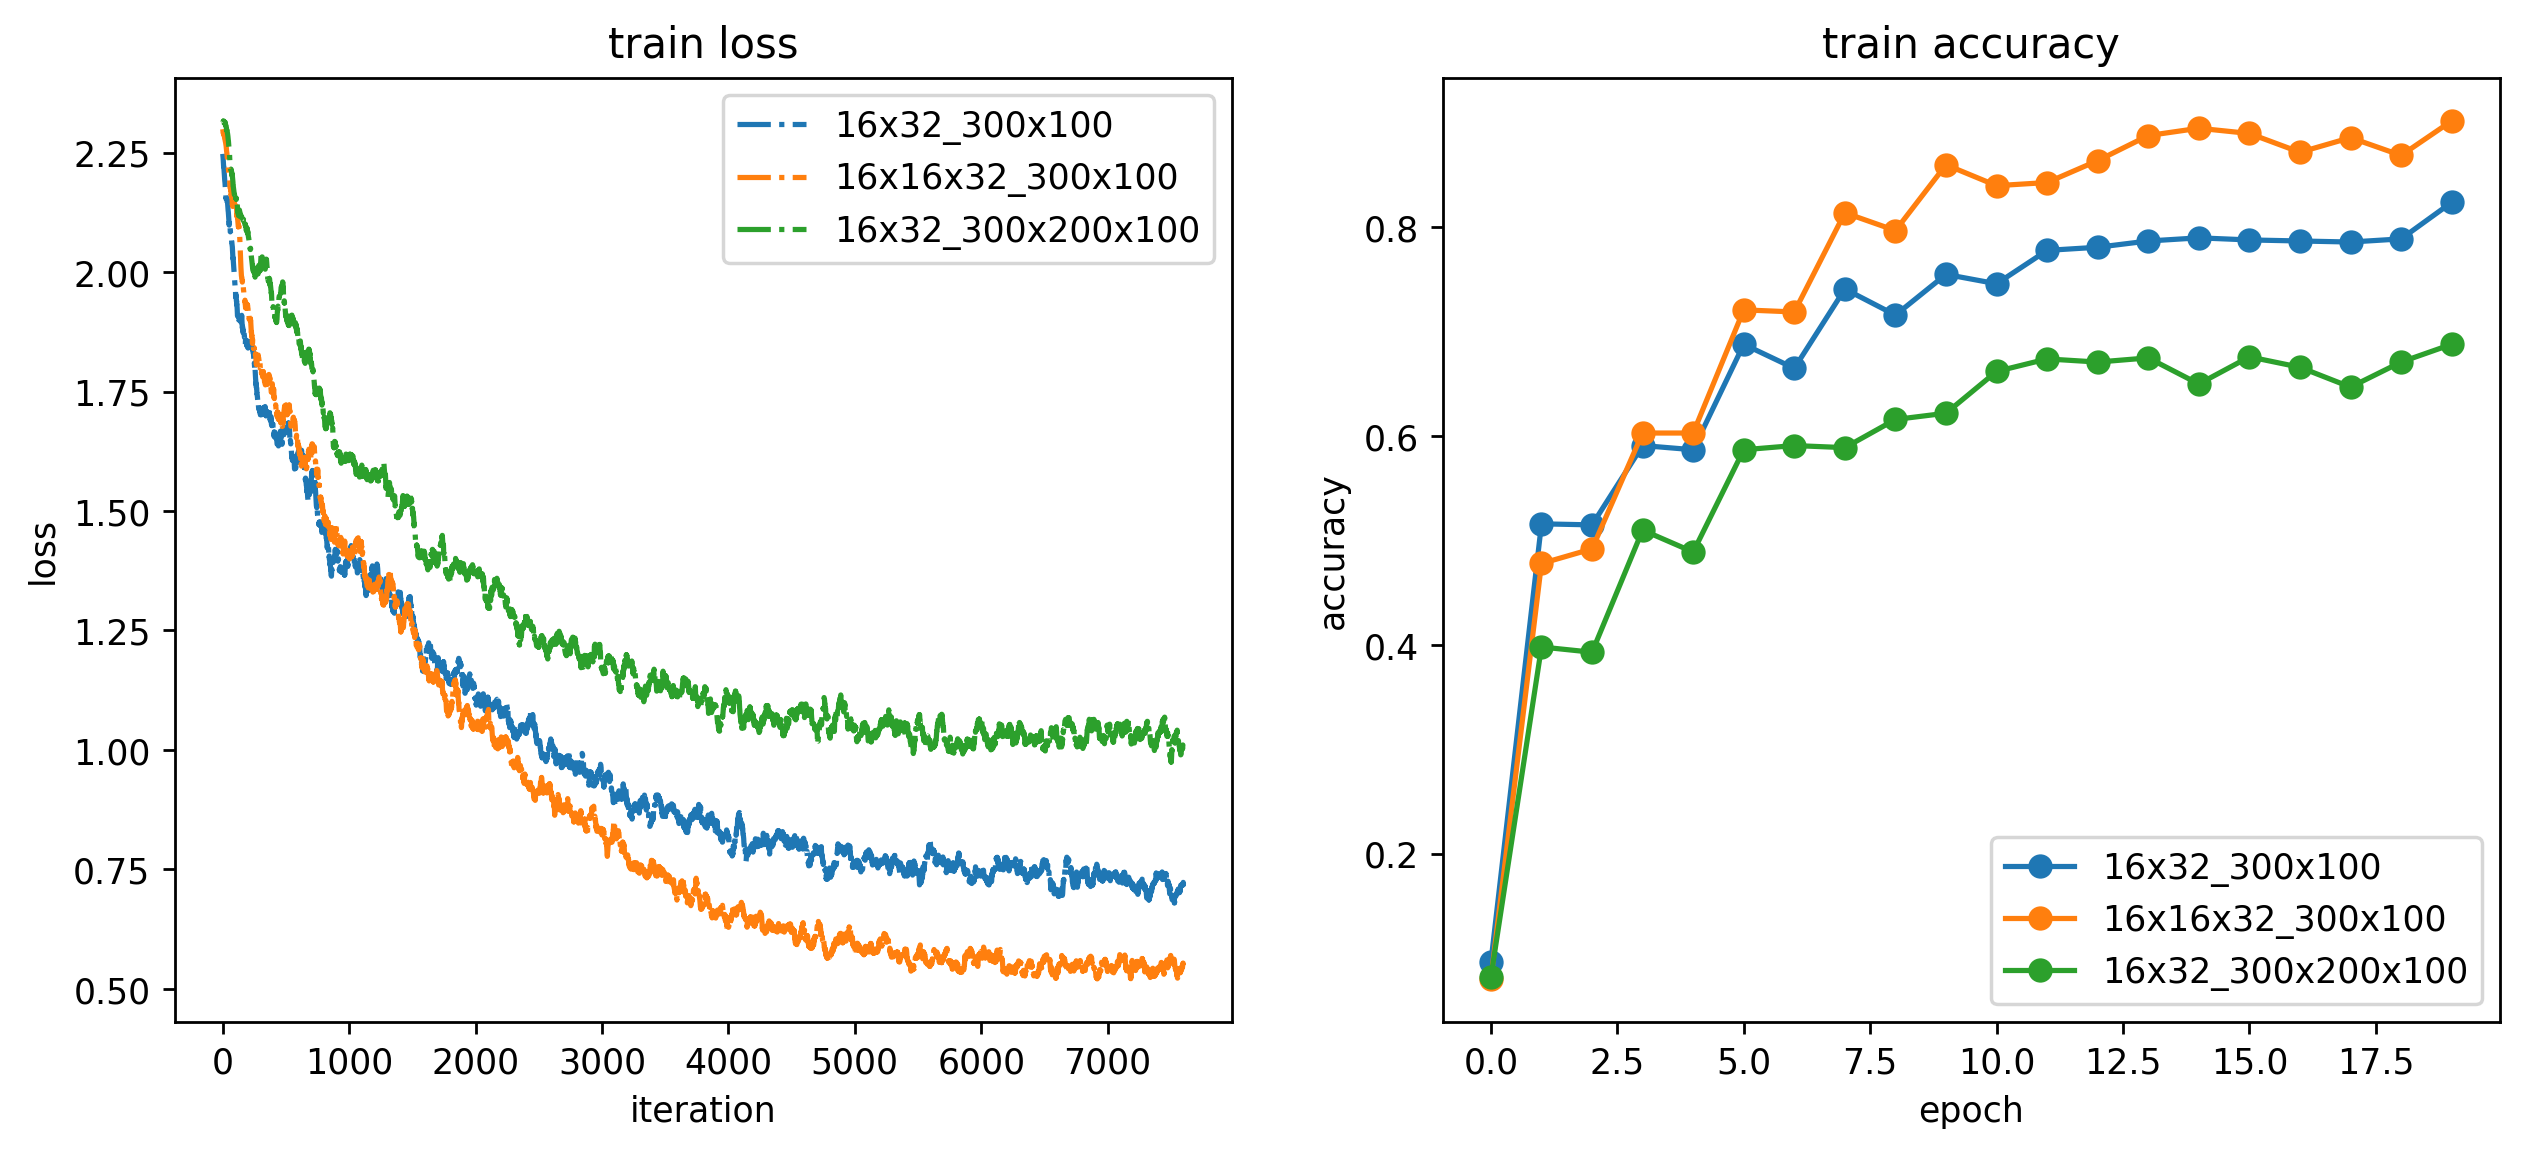 train loss
2.25
2.00
1.75
1.50
1.25
1.00
0.75
0.50
loss
0
1000
2000
3000
4000
5000
6000
7000
iteration
16x32_300x100
16x16x32_300x100
16x32_300x200x100
train accuracy
0.8
0.6
0.4
0.2
accuracy
0.0
2.5
5.0
7.5
10.0
12.5
15.0
17.5
epoch
16x32_300x100
16x16x32_300x100
16x32_300x200x100